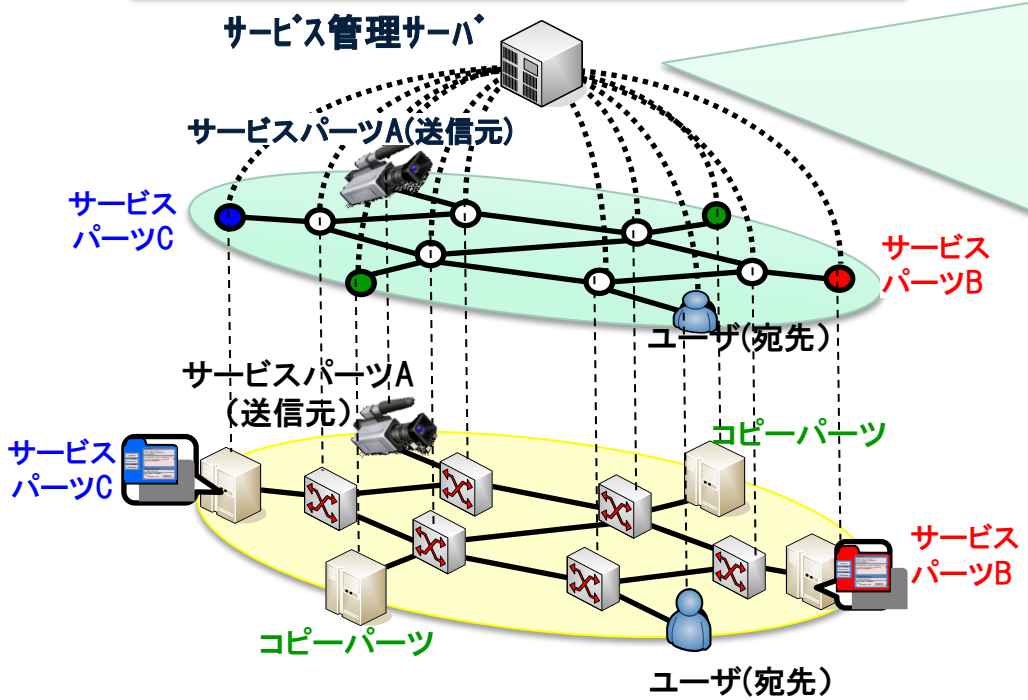 サービス管理サーバ
サービスパーツA(送信元)
サービス
パーツC
サービス
パーツB
ユーザ(宛先)
サービスパーツA
(送信元)
コピーパーツ
サービス
パーツC
サービス
パーツB
コピーパーツ
ユーザ(宛先)